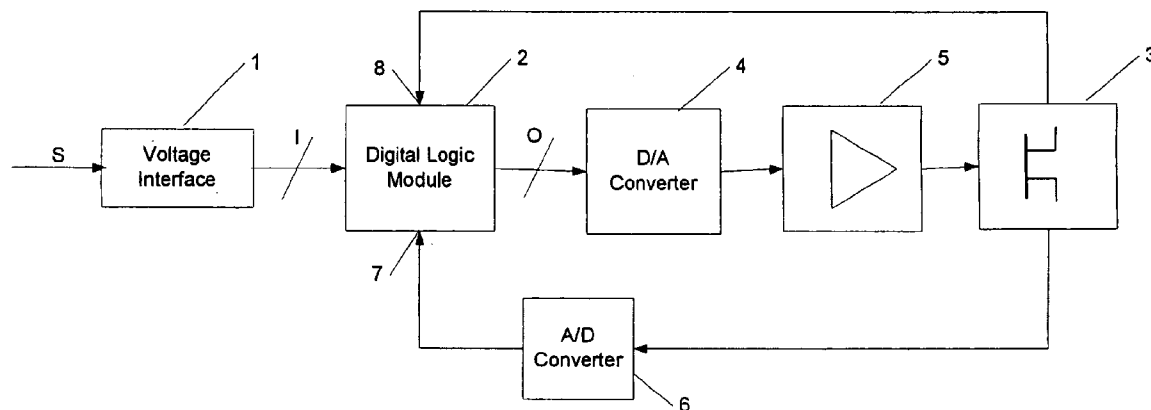 1
8
2
4
5
3
S
Voltage
Interface
I
Digital Logic
Module
O
D/A
Converter
7
A/D
Converter
6